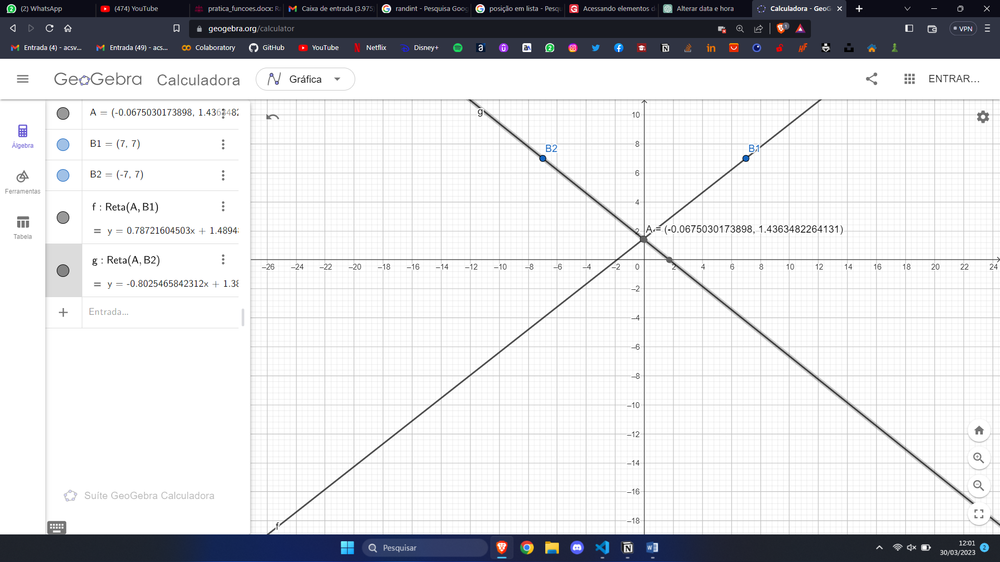 (2) WhatsApp
(474) YouTube
pratica_funcoes.docx: Ra
Caixa de entrada (3.975)
randint - Pesquisa Goog
posição em lista - Pesqu
Acessando elementos d
Alterar data e hora
Calculadora - GeoG
geogebra.org/calculator
1
VPN
Entrada (4) - acsv...
Entrada (49) - acs...
Colaboratory
GitHub
YouTube
Netflix
Disney+
GeoGebra
Calculadora
Gráfica
ENTRAR...
Álgebra
Ferramentas
Tabela
A = (-0.0675030173898, 1.4363482
B1 = (7, 7)
B2 = (-7, 7)
f : Reta(A, B1)
= y = 0.78721604503x + 1.4894
g : Reta(A, B2)
= y = -0.8025465842312x + 1.38
+ Entrada...
Suíte GeoGebra Calculadora
g
B2
B1
A = (-0.0675030173898, 1.4363482264131)
f
10
8
6
4
2
–26 –24 –22 –20 –18 –16 –14 –12 –10 –8 –6 –4 –2 0 2 4 6 8 10 12 14 16 18 20 22 24
–2
–4
–6
–8
–10
–12
–14
–16
–18
Pesquisar
12:01
30/03/2023
2